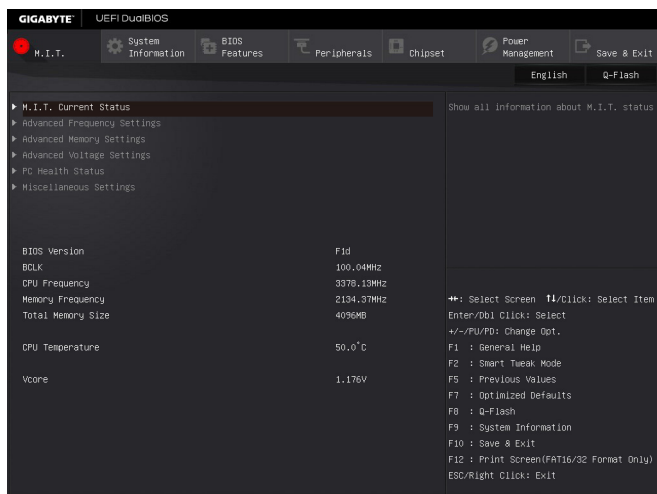 GIGABYTE™ UEFI DualBIOS
M.I.T.
System Information
BIOS Features
Peripherals
Chipset
Power Management
Save & Exit
English Q-Flash
M.I.T. Current Status
Advanced Frequency Settings
Advanced Memory Settings
Advanced Voltage Settings
PC Health Status
Miscellaneous Settings
Show all information about M.I.T. status
BIOS Version F1d
BCLK 100.04MHz
CPU Frequency 3378.13MHz
Memory Frequency 2134.37MHz
Total Memory Size 4096MB
CPU Temperature 50.0°C
Vcore 1.176V
→←: Select Screen ↑↓/Click: Select Item
Enter/Dbl Click: Select
+/-/PU/PD: Change Opt.
F1 : General Help
F2 : Smart Tweak Mode
F5 : Previous Values
F7 : Optimized Defaults
F8 : Q-Flash
F9 : System Information
F10 : Save & Exit
F12 : Print Screen(FAT16/32 Format Only)
ESC/Right Click: Exit